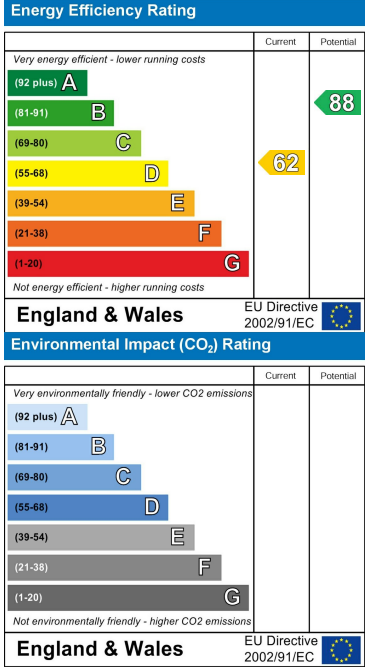 Energy Efficiency Rating
Current Potential
Very energy efficient - lower running costs
(92 plus) A
(81-91) B
88
(69-80) C
(55-68) D
62
(39-54) E
(21-38) F
(1-20) G
Not energy efficient - higher running costs
England & Wales
EU Directive
2002/91/EC
Environmental Impact (CO₂) Rating
Current Potential
Very environmentally friendly - lower CO2 emissions
(92 plus) A
(81-91) B
(69-80) C
(55-68) D
(39-54) E
(21-38) F
(1-20) G
Not environmentally friendly - higher CO2 emissions
England & Wales
EU Directive
2002/91/EC